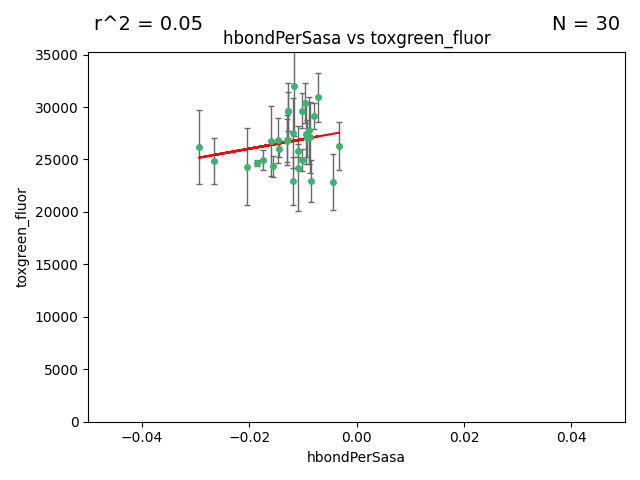 r^2 = 0.05
N = 30
hbondPerSasa vs toxgreen_fluor
35000
30000
25000
20000
15000
10000
5000
0
toxgreen_fluor
−0.04
−0.02
0.00
0.02
0.04
hbondPerSasa